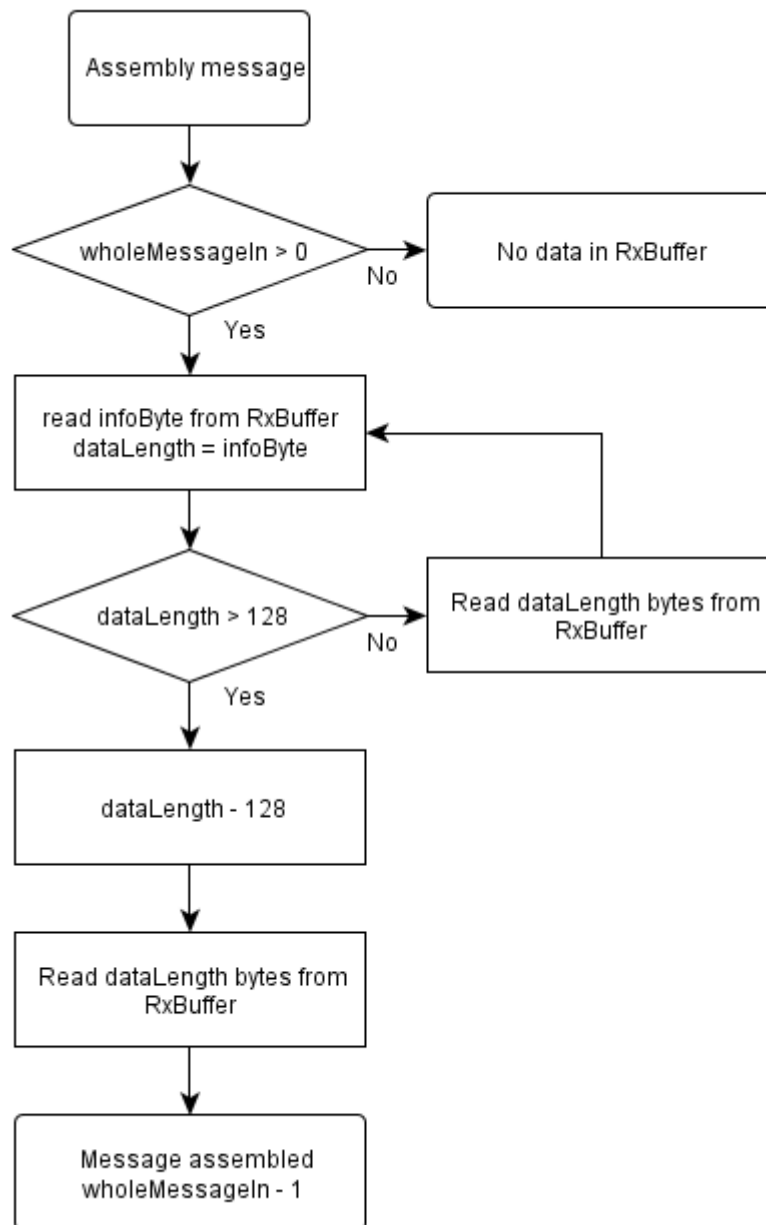 Assembly message
wholeMessageIn > 0
No
No data in RxBuffer
Yes
read infoByte from RxBuffer
dataLength = infoByte
dataLength > 128
No
Read dataLength bytes from
RxBuffer
Yes
dataLength - 128
Read dataLength bytes from
RxBuffer
Message assembled
wholeMessageIn - 1